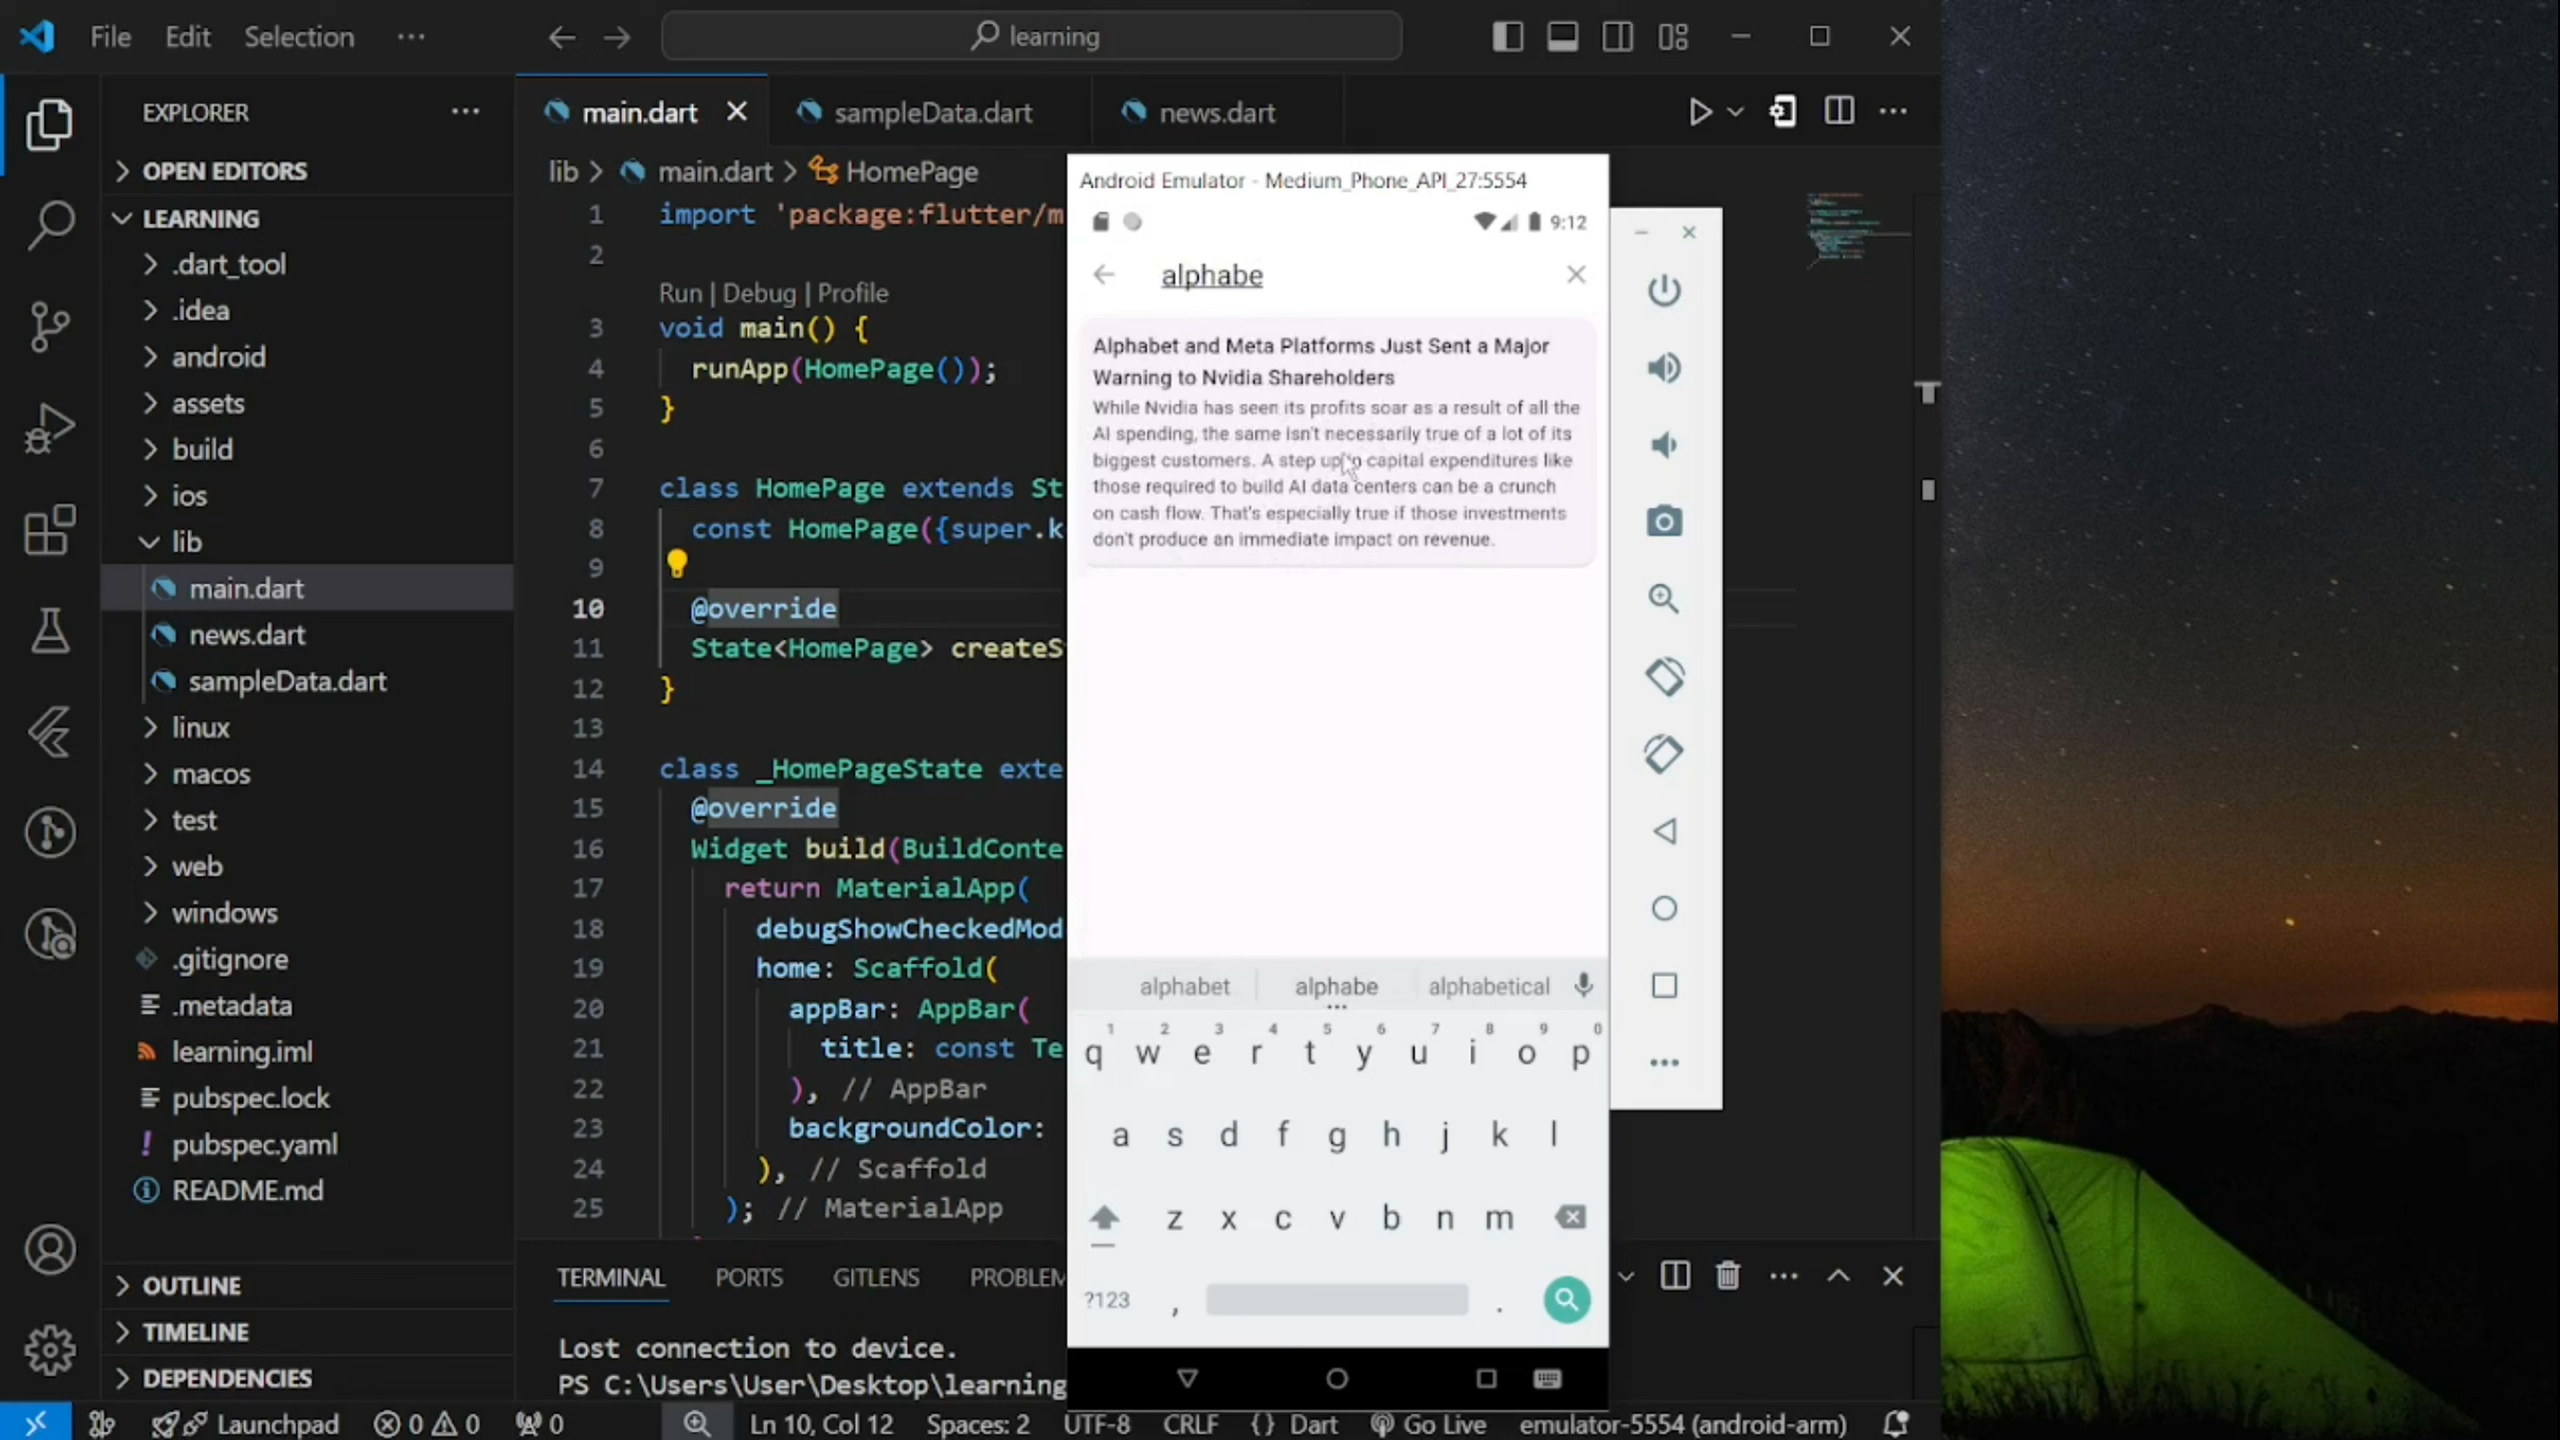 File Edit Selection ···
learning
EXPLORER
OPEN EDITORS
LEARNING
.dart_tool
.idea
android
assets
build
ios
lib
main.dart
news.dart
sampleData.dart
linux
macos
test
web
windows
.gitignore
.metadata
learning.iml
pubspec.lock
pubspec.yaml
README.md
OUTLINE
TIMELINE
DEPENDENCIES
main.dart sampleData.dart news.dart
lib > main.dart > HomePage
1 import 'package:flutter/m
2
Run | Debug | Profile
3 void main() {
4 runApp(HomePage());
5 }
6
7 class HomePage extends St
8 const HomePage({super.k
9
10 @override
11 State<HomePage> createS
12 }
13
14 class _HomePageState exte
15 @override
16 Widget build(BuildConte
17 return MaterialApp(
18 debugShowCheckedMod
19 home: Scaffold(
20 appBar: AppBar(
21 title: const Te
22 ), // AppBar
23 backgroundColor:
24 ), // Scaffold
25 ); // MaterialApp
TERMINAL PORTS GITLENS PROBLEM
Lost connection to device.
PS C:\Users\User\Desktop\learning
Android Emulator - Medium_Phone_API_27:5554
9:12
alphabe
Alphabet and Meta Platforms Just Sent a Major
Warning to Nvidia Shareholders
While Nvidia has seen its profits soar as a result of all the
AI spending, the same isn't necessarily true of a lot of its
biggest customers. A step up in capital expenditures like
those required to build AI data centers can be a crunch
on cash flow. That's especially true if those investments
don't produce an immediate impact on revenue.
alphabet alphabe alphabetical
1 2 3 4 5 6 7 8 9 0
q w e r t y u i o p
a s d f g h j k l
z x c v b n m
?123 , .
Launchpad 0 0 0 Ln 10, Col 12 Spaces: 2 UTF-8 CRLF {} Dart Go Live emulator-5554 (android-arm)